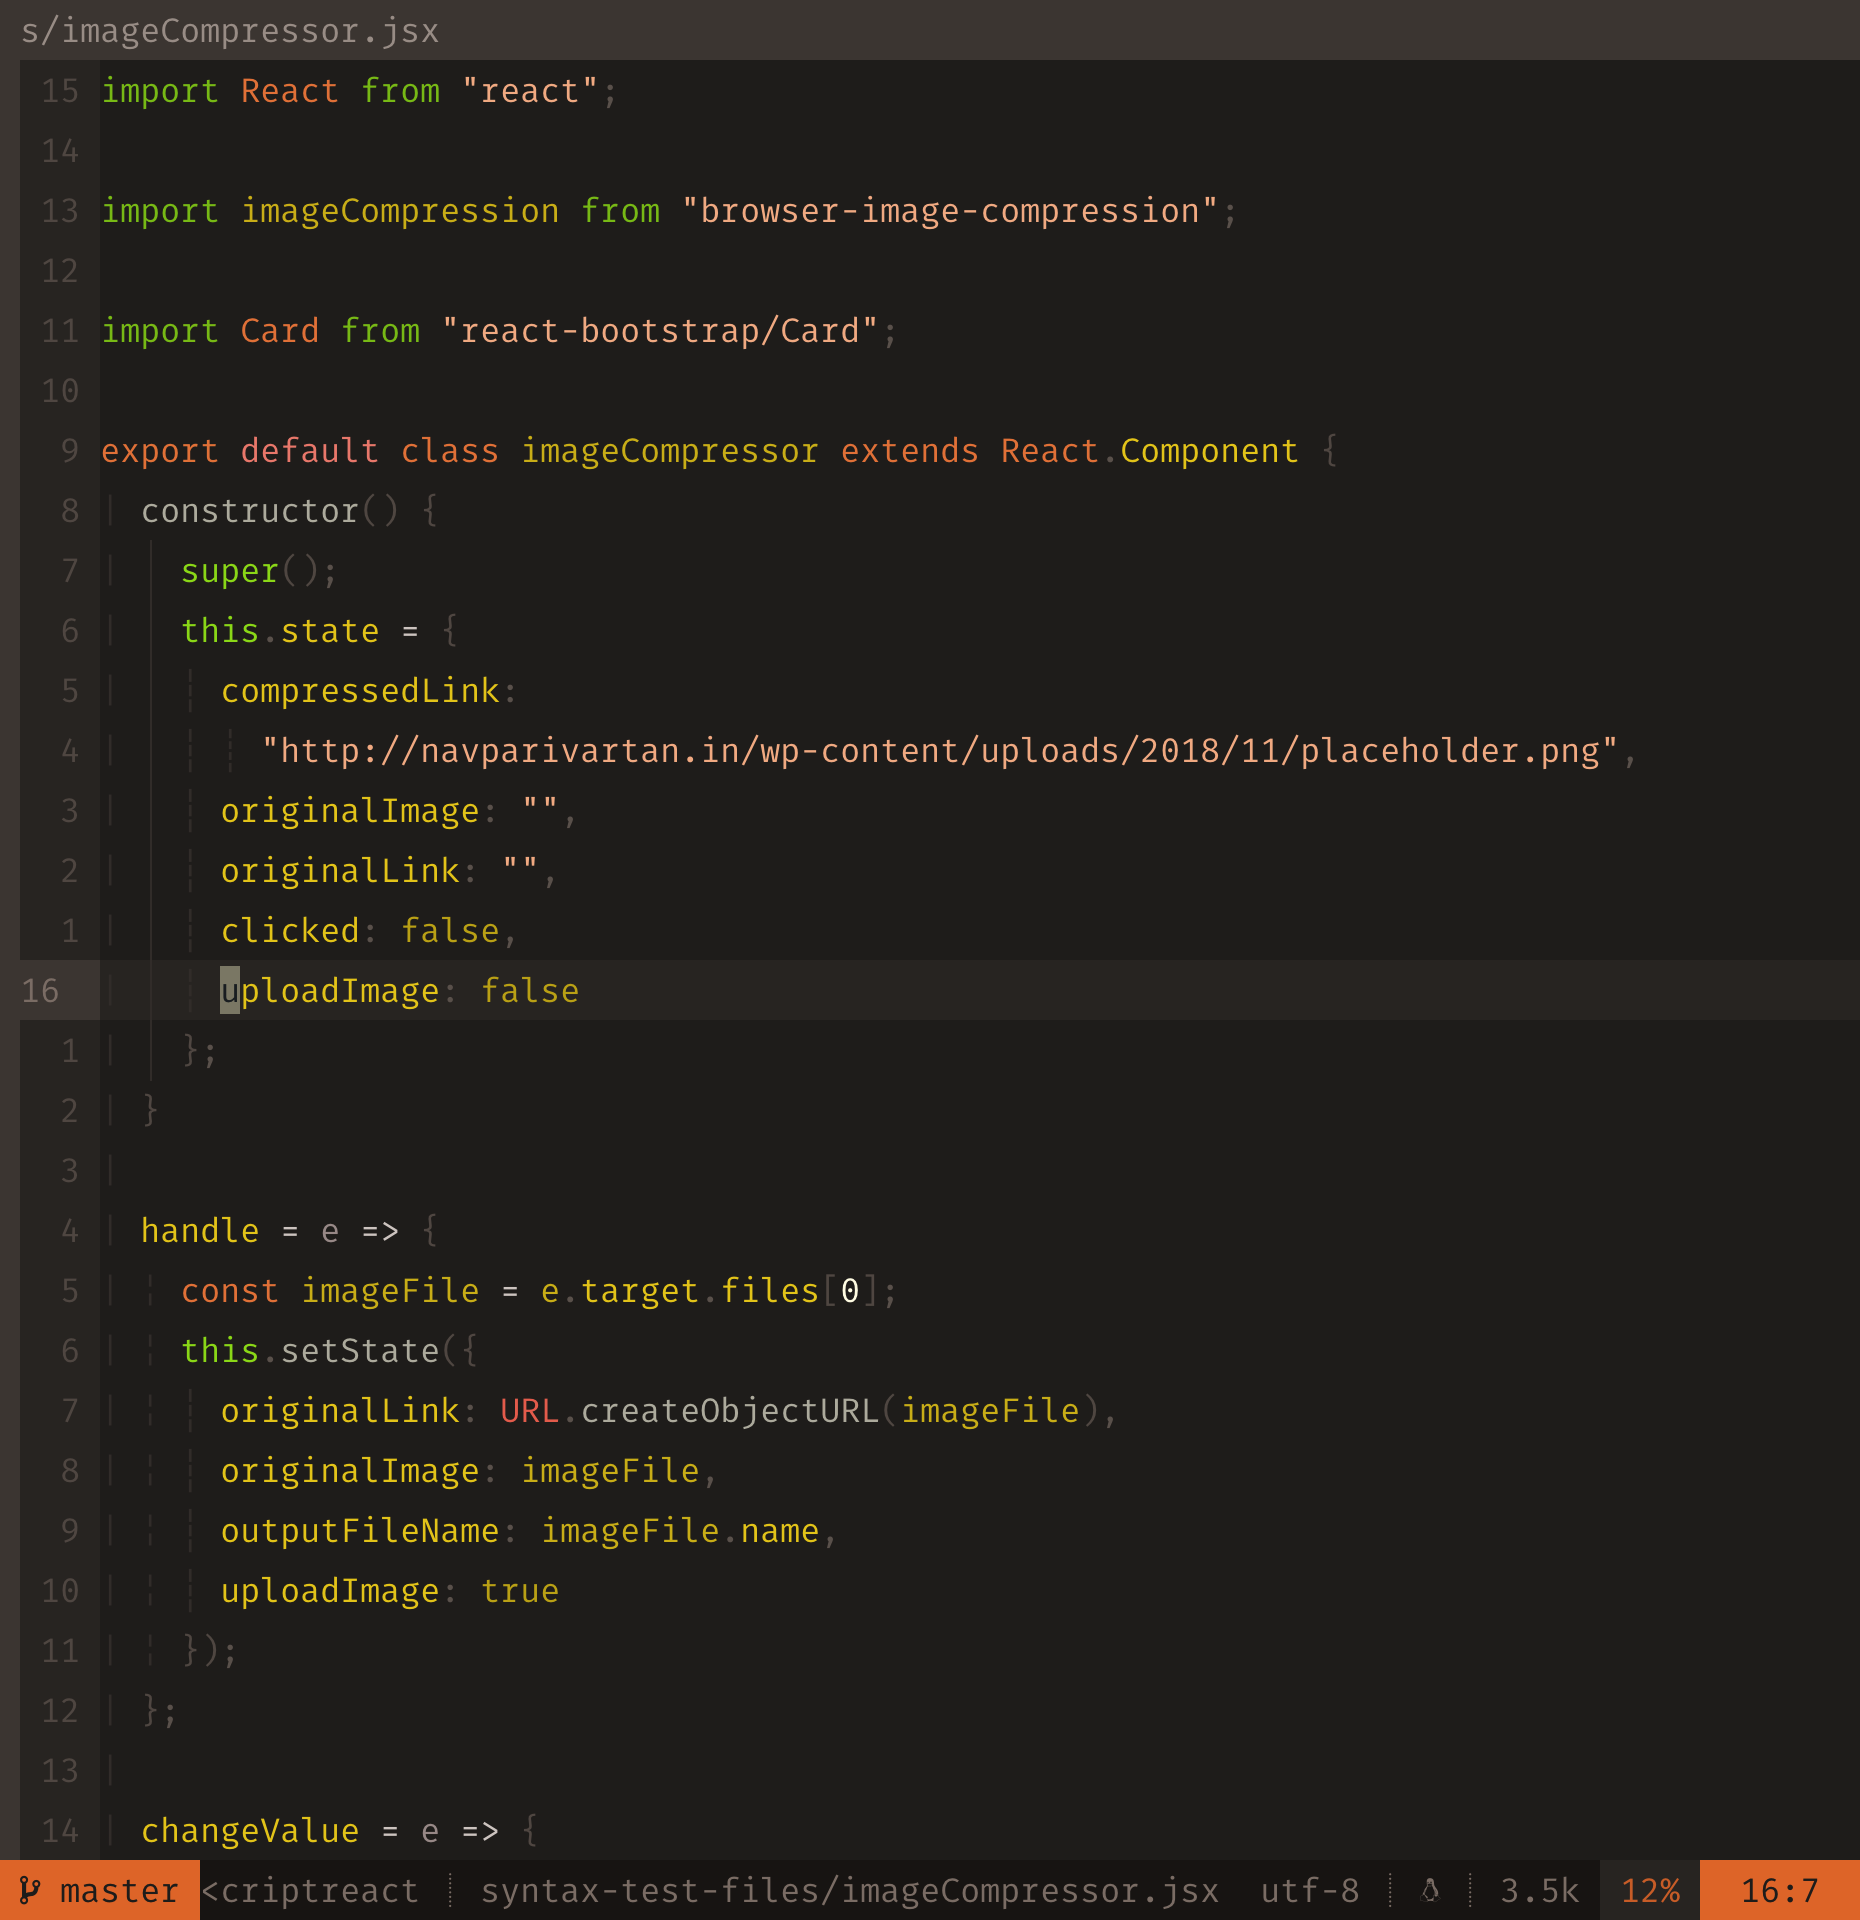 s/imageCompressor.jsx
15 import React from "react";
14
13 import imageCompression from "browser-image-compression";
12
11 import Card from "react-bootstrap/Card";
10
9 export default class imageCompressor extends React.Component {
8 constructor() {
7 super();
6 this.state = {
5 compressedLink:
4 "http://navparivartan.in/wp-content/uploads/2018/11/placeholder.png",
3 originalImage: "",
2 originalLink: "",
1 clicked: false,
16 uploadImage: false
1 };
2 }
3
4 handle = e => {
5 const imageFile = e.target.files[0];
6 this.setState({
7 originalLink: URL.createObjectURL(imageFile),
8 originalImage: imageFile,
9 outputFileName: imageFile.name,
10 uploadImage: true
11 });
12 };
13
14 changeValue = e => {
master <criptreact syntax-test-files/imageCompressor.jsx utf-8 3.5k 12% 16:7